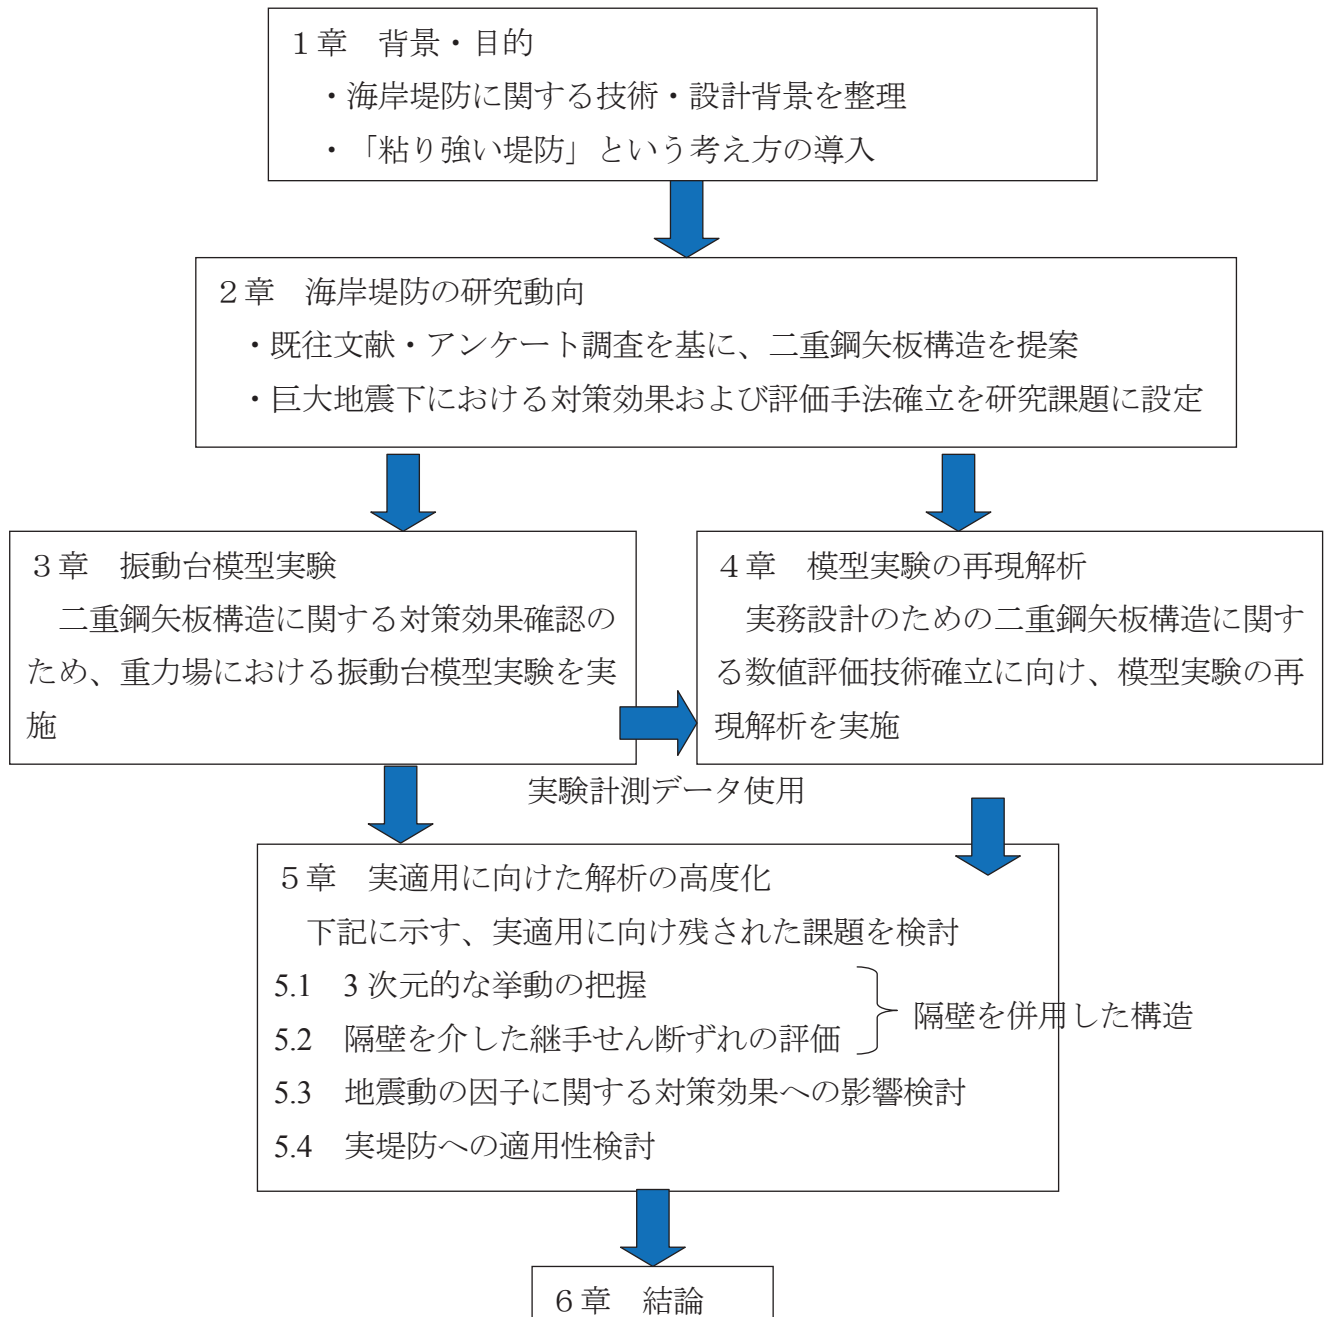 １章　背景・目的
・海岸堤防に関する技術・設計背景を整理
・「粘り強い堤防」という考え方の導入
２章　海岸堤防の研究動向
・既往文献・アンケート調査を基に、二重鋼矢板構造を提案
・巨大地震下における対策効果および評価手法確立を研究課題に設定
３章　振動台模型実験
二重鋼矢板構造に関する対策効果確認の
ため、重力場における振動台模型実験を実
施
４章　模型実験の再現解析
実務設計のための二重鋼矢板構造に関す
る数値評価技術確立に向け、模型実験の再
現解析を実施
実験計測データ使用
５章　実適用に向けた解析の高度化
下記に示す、実適用に向け残された課題を検討
5.1　3 次元的な挙動の把握
5.2　隔壁を介した継手せん断ずれの評価
隔壁を併用した構造
5.3　地震動の因子に関する対策効果への影響検討
5.4　実堤防への適用性検討
６章　結論